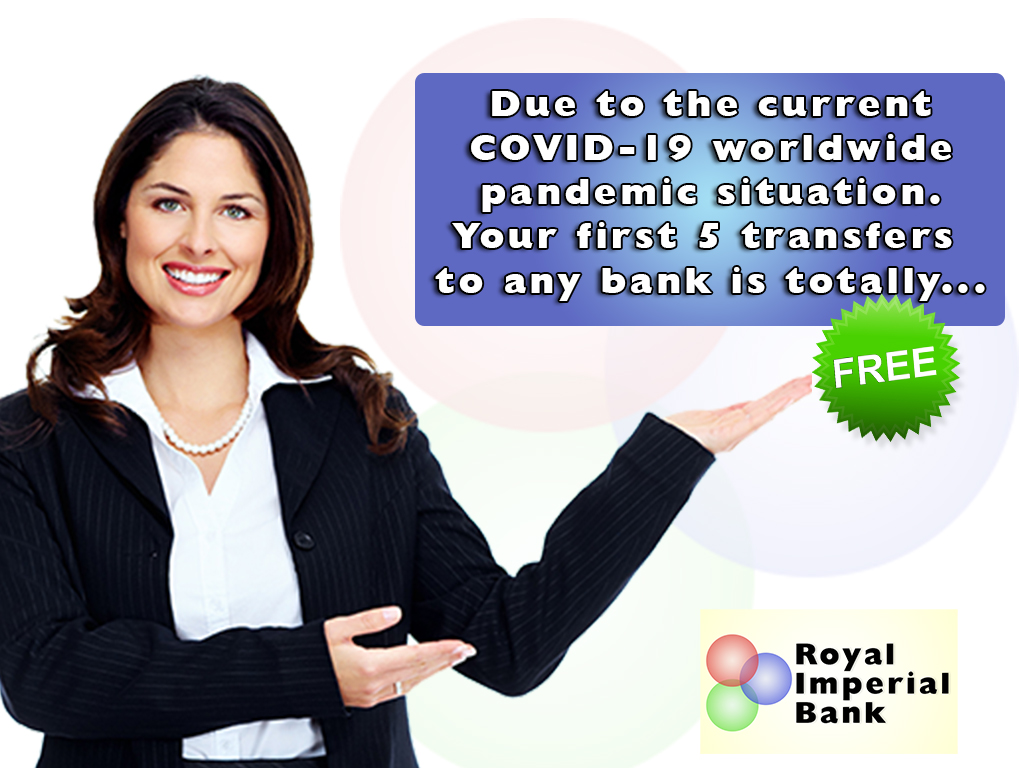 Due to the current
COVID-19 worldwide
pandemic situation.
Your first 5 transfers
to any bank is totally...
FREE
Royal
Imperial
Bank